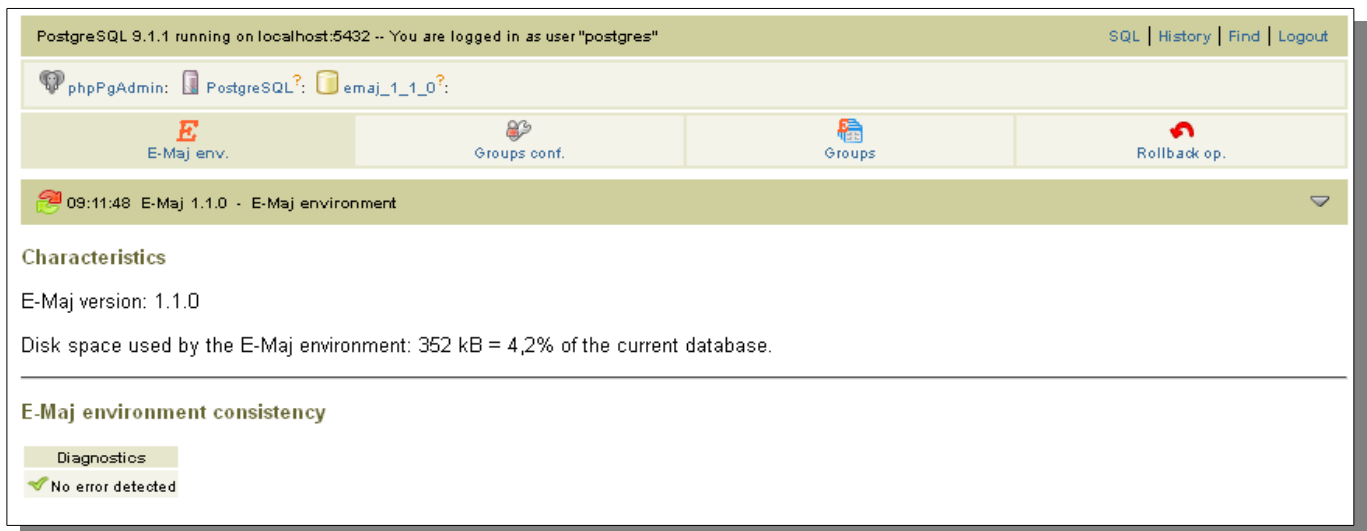 PostgreSQL 9.1.1 running on localhost:5432 -- You are logged in as user "postgres"
SQL | History | Find | Logout
phpPgAdmin: PostgreSQL?: emaj_1_1_0?:
E
E-Maj env.
Groups conf.
Groups
Rollback op.
09:11:48 E-Maj 1.1.0 - E-Maj environment
Characteristics
E-Maj version: 1.1.0
Disk space used by the E-Maj environment: 352 kB = 4,2% of the current database.
E-Maj environment consistency
Diagnostics
No error detected